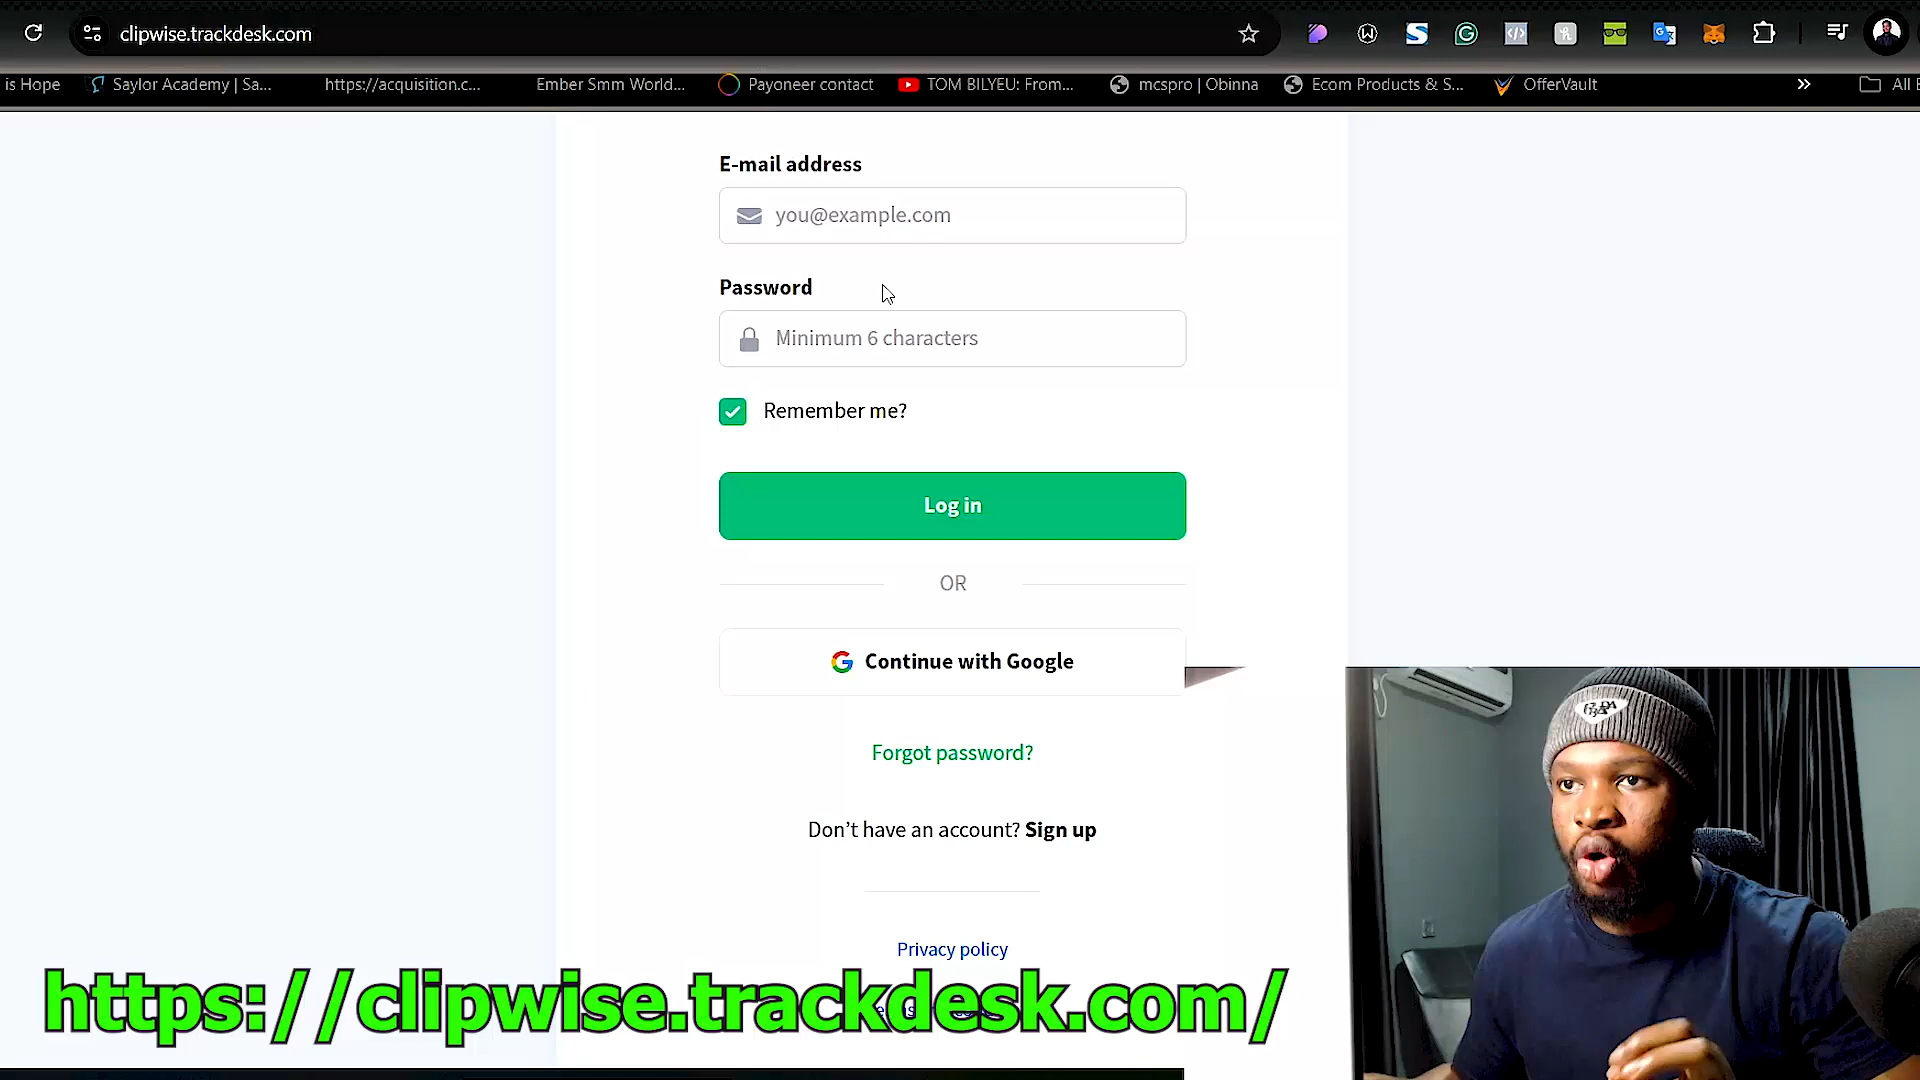 clipwise.trackdesk.com
is Hope
Saylor Academy | Sa...
https://acquisition.c...
Ember Smm World...
Payoneer contact
TOM BILYEU: From...
mcspro | Obinna
Ecom Products & S...
OfferVault
All
E-mail address
you@example.com
Password
Minimum 6 characters
Remember me?
Log in
OR
Continue with Google
Forgot password?
Don't have an account? Sign up
Privacy policy
https://clipwise.trackdesk.com/